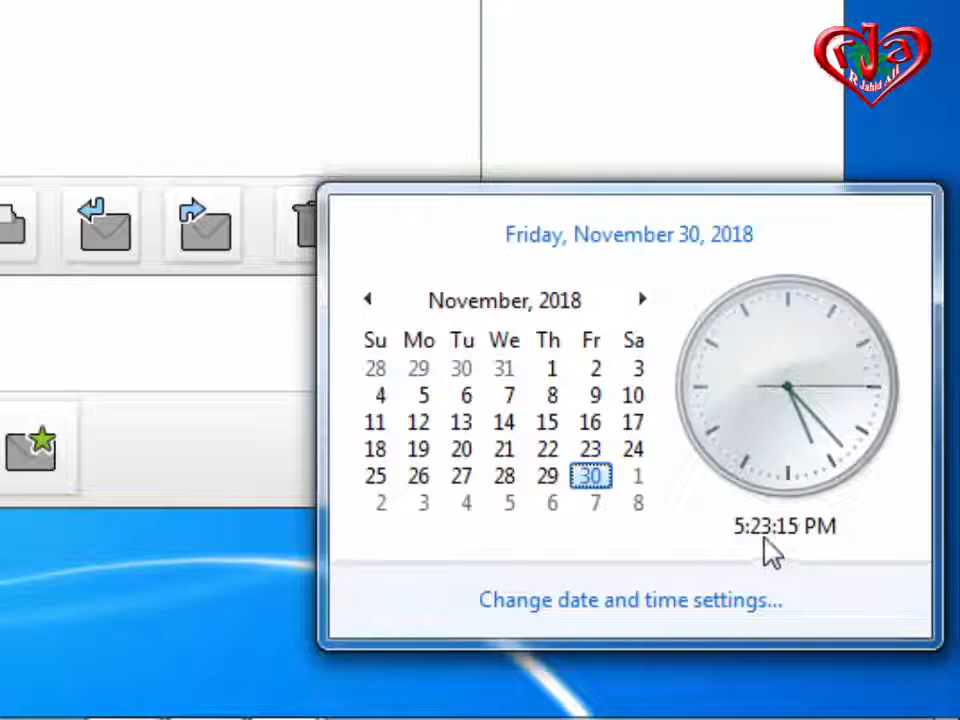 rJa
R Jahid Ali
Friday, November 30, 2018
November, 2018
Su Mo Tu We Th Fr Sa
28 29 30 31 1 2 3
4 5 6 7 8 9 10
11 12 13 14 15 16 17
18 19 20 21 22 23 24
25 26 27 28 29 30 1
2 3 4 5 6 7 8
5:23:15 PM
Change date and time settings...